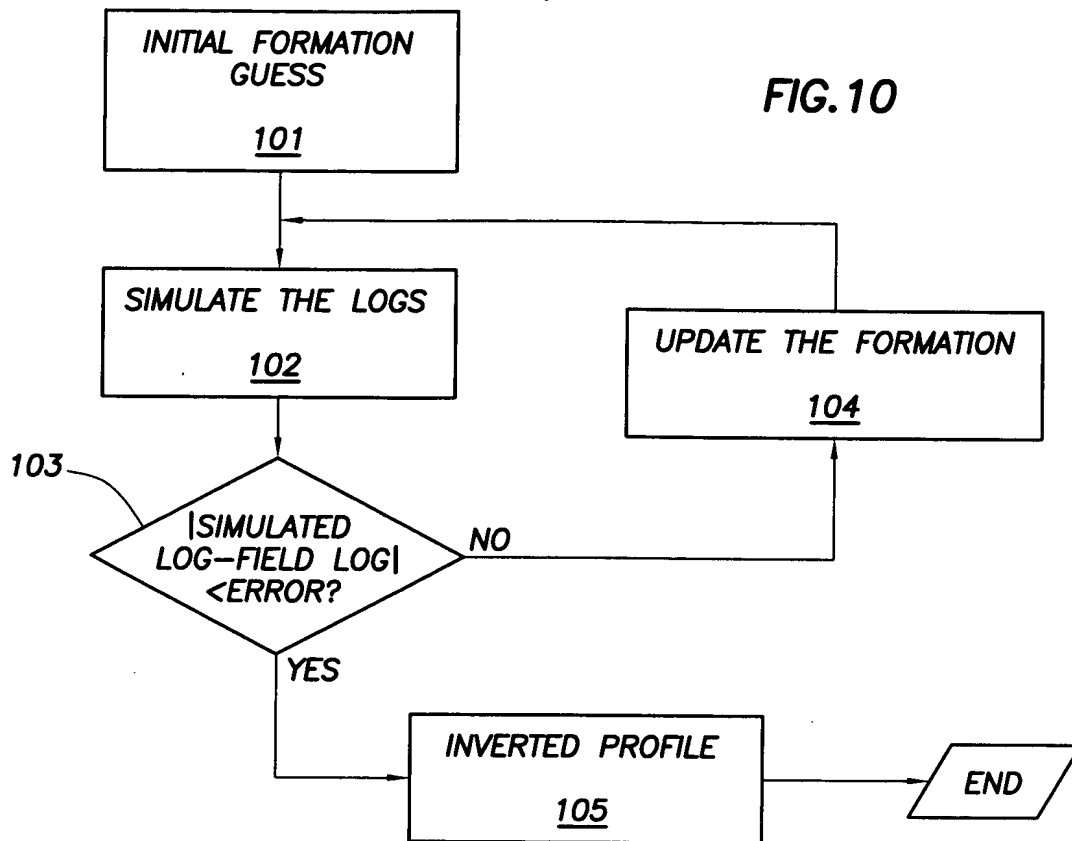 INITIAL FORMATION
GUESS
101
FIG.10
SIMULATE THE LOGS
102
UPDATE THE FORMATION
104
103
|SIMULATED
LOG–FIELD LOG|
<ERROR?
NO
YES
INVERTED PROFILE
105
END